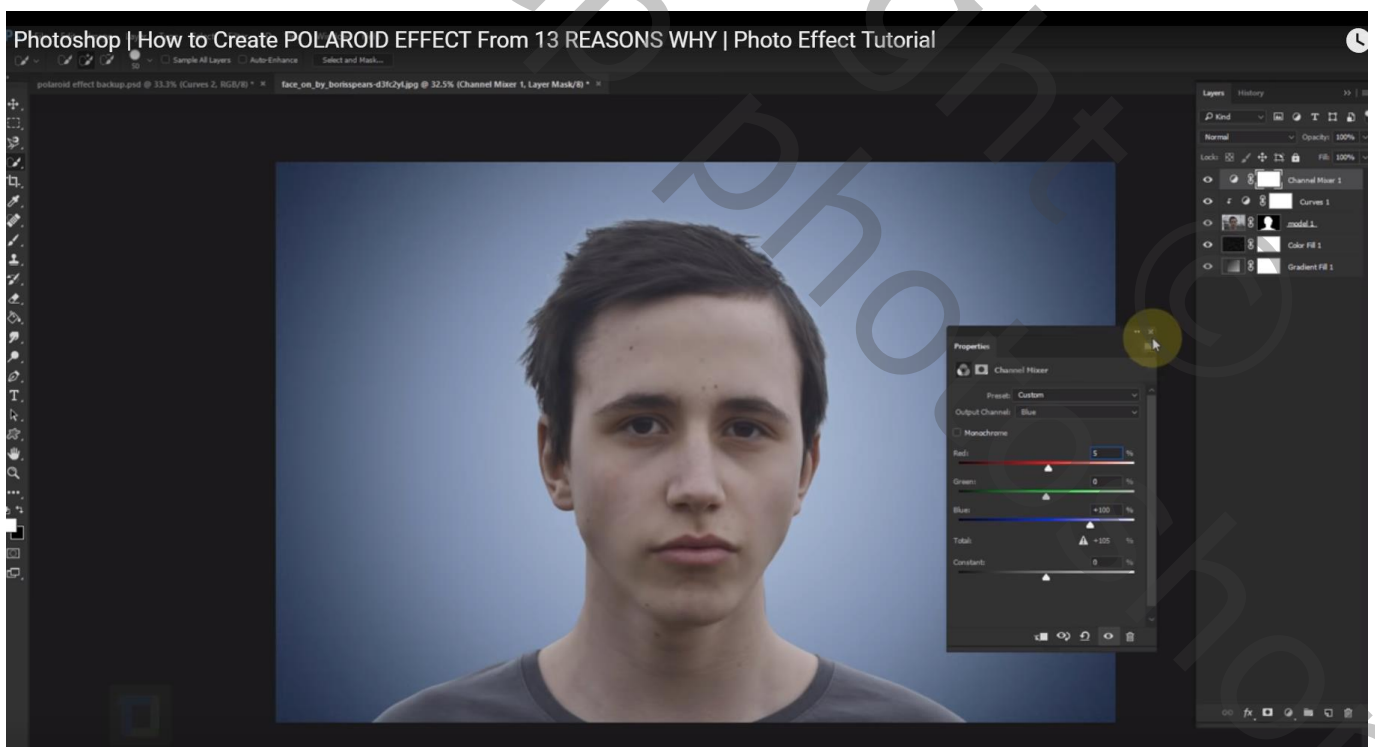 Photoshop | How to Create POLAROID EFFECT From 13 REASONS WHY | Photo Effect Tutorial
50 Sample All Layers Auto-Enhance Select and Mask...
polaroid effect backup.psd @ 33.3% (Curves 2, RGB/8) * × face_on_by_borisspears-d3fc2yl.jpg @ 32.5% (Channel Mixer 1, Layer Mask/8) * ×
Layers History
Kind
Normal Opacity: 100%
Lock: Fill: 100%
Channel Mixer 1
Curves 1
model 1
Color Fill 1
Gradient Fill 1
Properties
Channel Mixer
Preset: Custom
Output Channel: Blue
Monochrome
Red: 5 %
Green: 0 %
Blue: +100 %
Total: +105 %
Constant: 0 %
fx
©